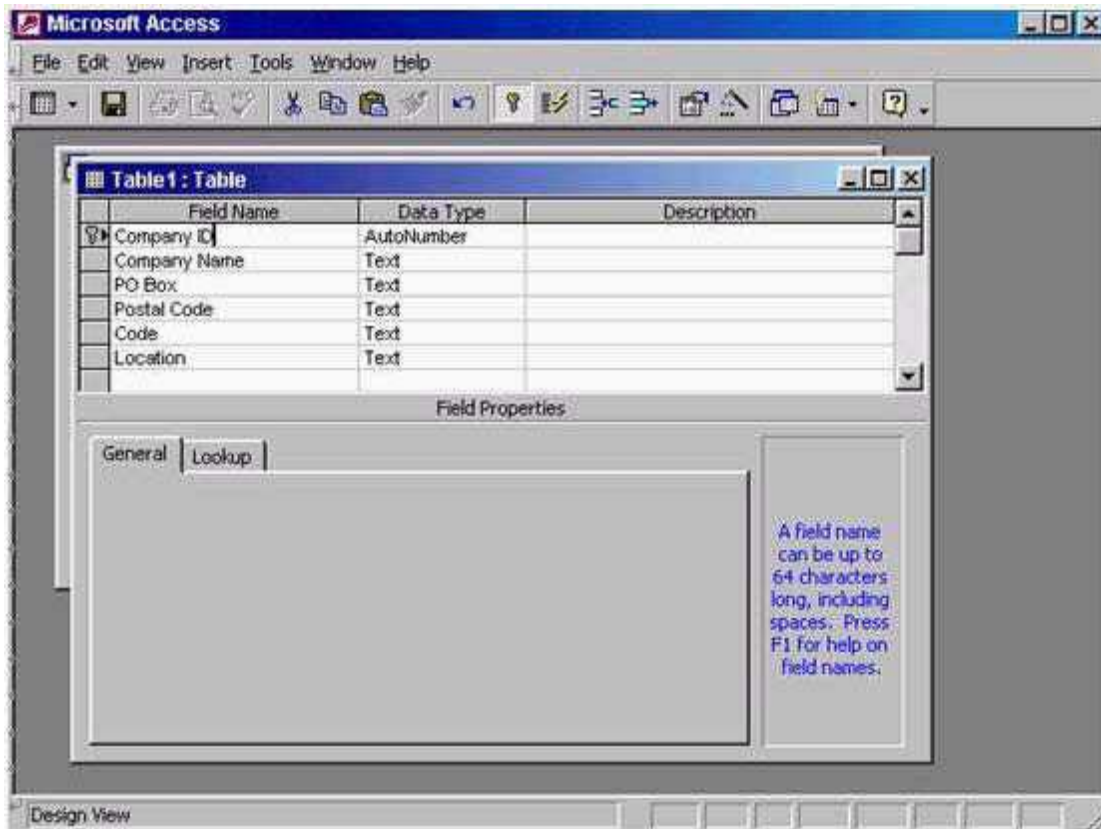 Microsoft Access
File Edit View Insert Tools Window Help
Table1 : Table
Field Name Data Type Description
Company ID AutoNumber
Company Name Text
PO Box Text
Postal Code Text
Code Text
Location Text
Field Properties
General Lookup
A field name
can be up to
64 characters
long, including
spaces. Press
F1 for help on
field names.
Design View